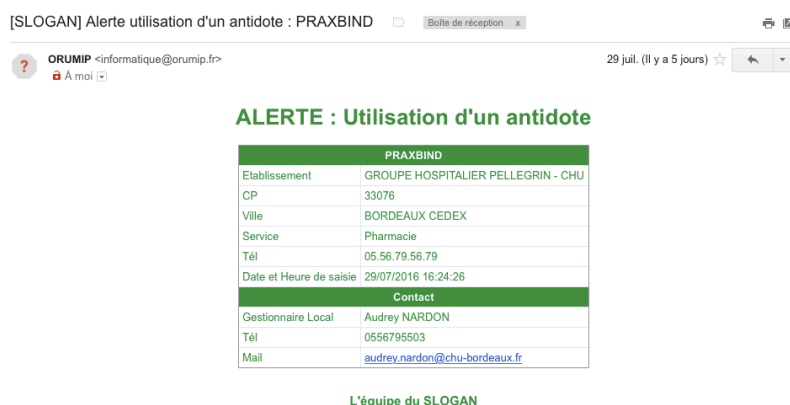 [SLOGAN] Alerte utilisation d'un antidote : PRAXBIND Boîte de réception x
ORUMIP <informatique@orumip.fr> 29 juil. (Il y a 5 jours)
À moi
ALERTE : Utilisation d'un antidote
PRAXBIND
Etablissement GROUPE HOSPITALIER PELLEGRIN - CHU
CP 33076
Ville BORDEAUX CEDEX
Service Pharmacie
Tél 05.56.79.56.79
Date et Heure de saisie 29/07/2016 16:24:26
Contact
Gestionnaire Local Audrey NARDON
Tél 0556795503
Mail audrey.nardon@chu-bordeaux.fr
L'équipe du SLOGAN